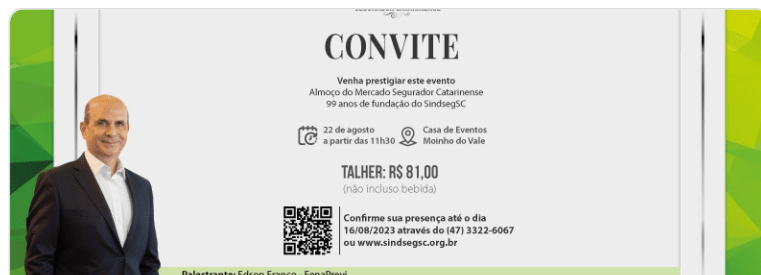 CONVITE
Venha prestigiar este evento
Almoço do Mercado Segurador Catarinense
99 anos de fundação do SindsegSC
22 de agosto
a partir das 11h30
Casa de Eventos
Moinho do Vale
TALHER: R$ 81,00
(não incluso bebida)
Confirme sua presença até o dia
16/08/2023 através do (47) 3322-6067
ou www.sindsegsc.org.br
Palestrante: Edson Franco - FenaPrevi